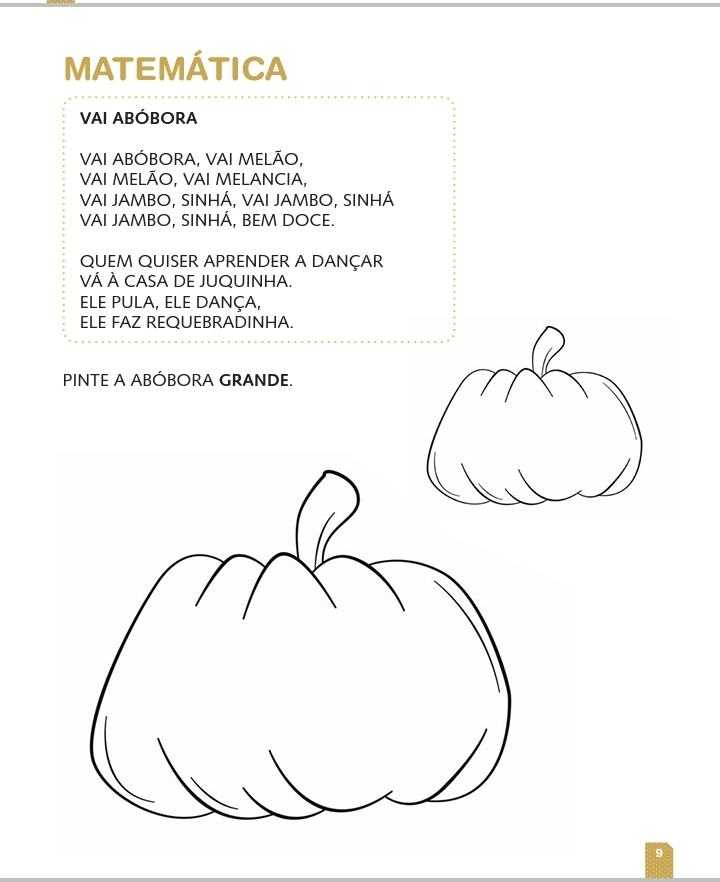 MATEMÁTICA
VAI ABÓBORA
VAI ABÓBORA, VAI MELÃO,
VAI MELÃO, VAI MELANCIA,
VAI JAMBO, SINHÁ, VAI JAMBO, SINHÁ
VAI JAMBO, SINHÁ, BEM DOCE.
QUEM QUISER APRENDER A DANÇAR
VÁ À CASA DE JUQUINHA.
ELE PULA, ELE DANÇA,
ELE FAZ REQUEBRADINHA.
PINTE A ABÓBORA GRANDE.
9